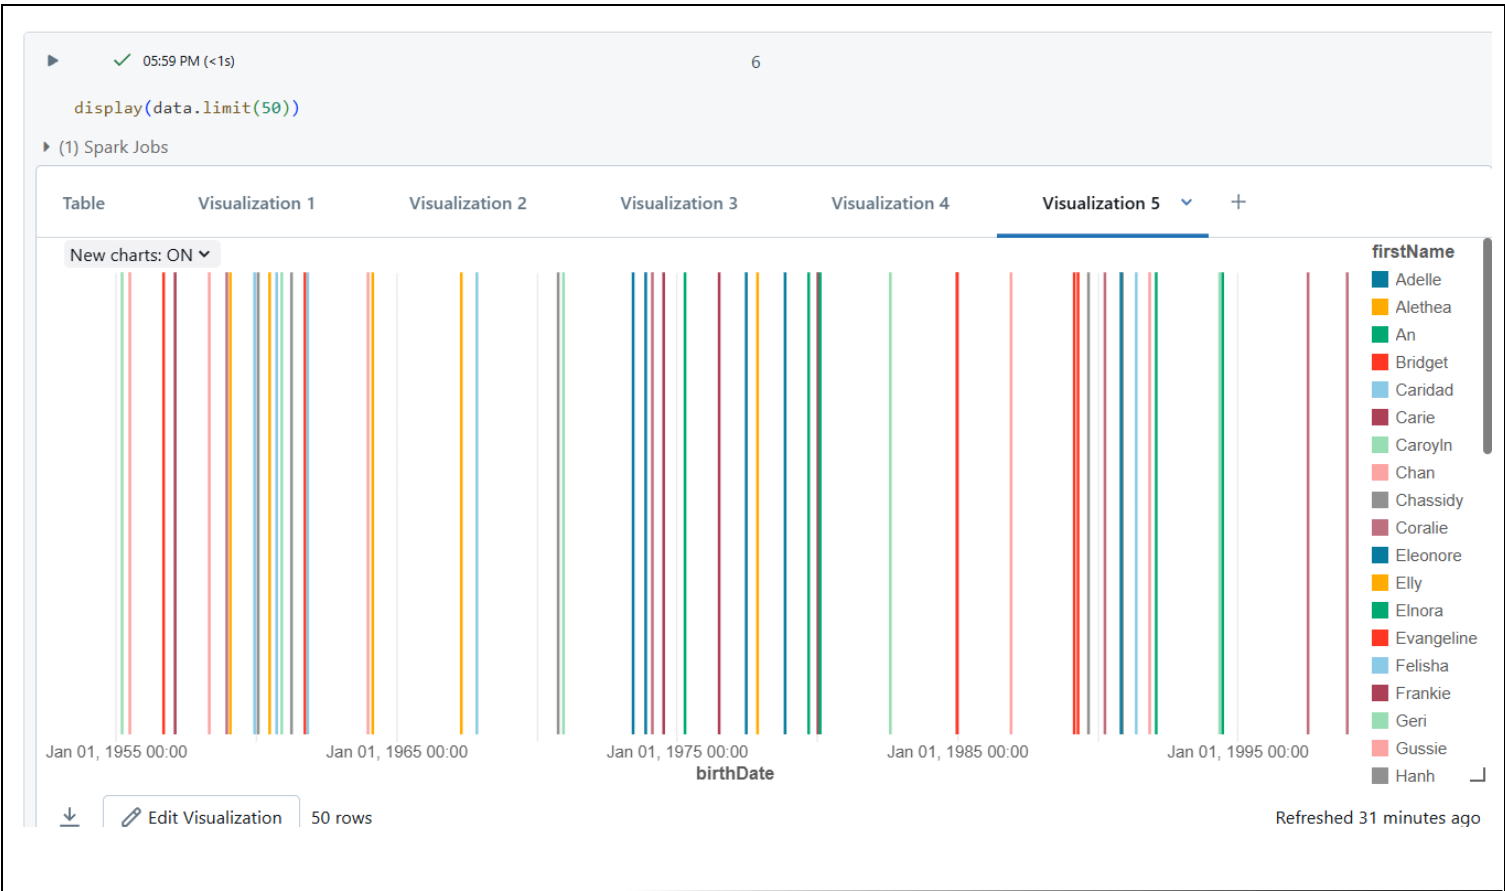 05:59 PM (<1s)
6
display(data.limit(50))
(1) Spark Jobs
Table Visualization 1 Visualization 2 Visualization 3 Visualization 4 Visualization 5 +
New charts: ON
firstName
Adelle
Alethea
An
Bridget
Caridad
Carie
Caroyln
Chan
Chassidy
Coralie
Eleonore
Elly
Elnora
Evangeline
Felisha
Frankie
Geri
Gussie
Hanh
Jan 01, 1955 00:00 Jan 01, 1965 00:00 Jan 01, 1975 00:00 Jan 01, 1985 00:00 Jan 01, 1995 00:00
birthDate
Edit Visualization 50 rows Refreshed 31 minutes ago